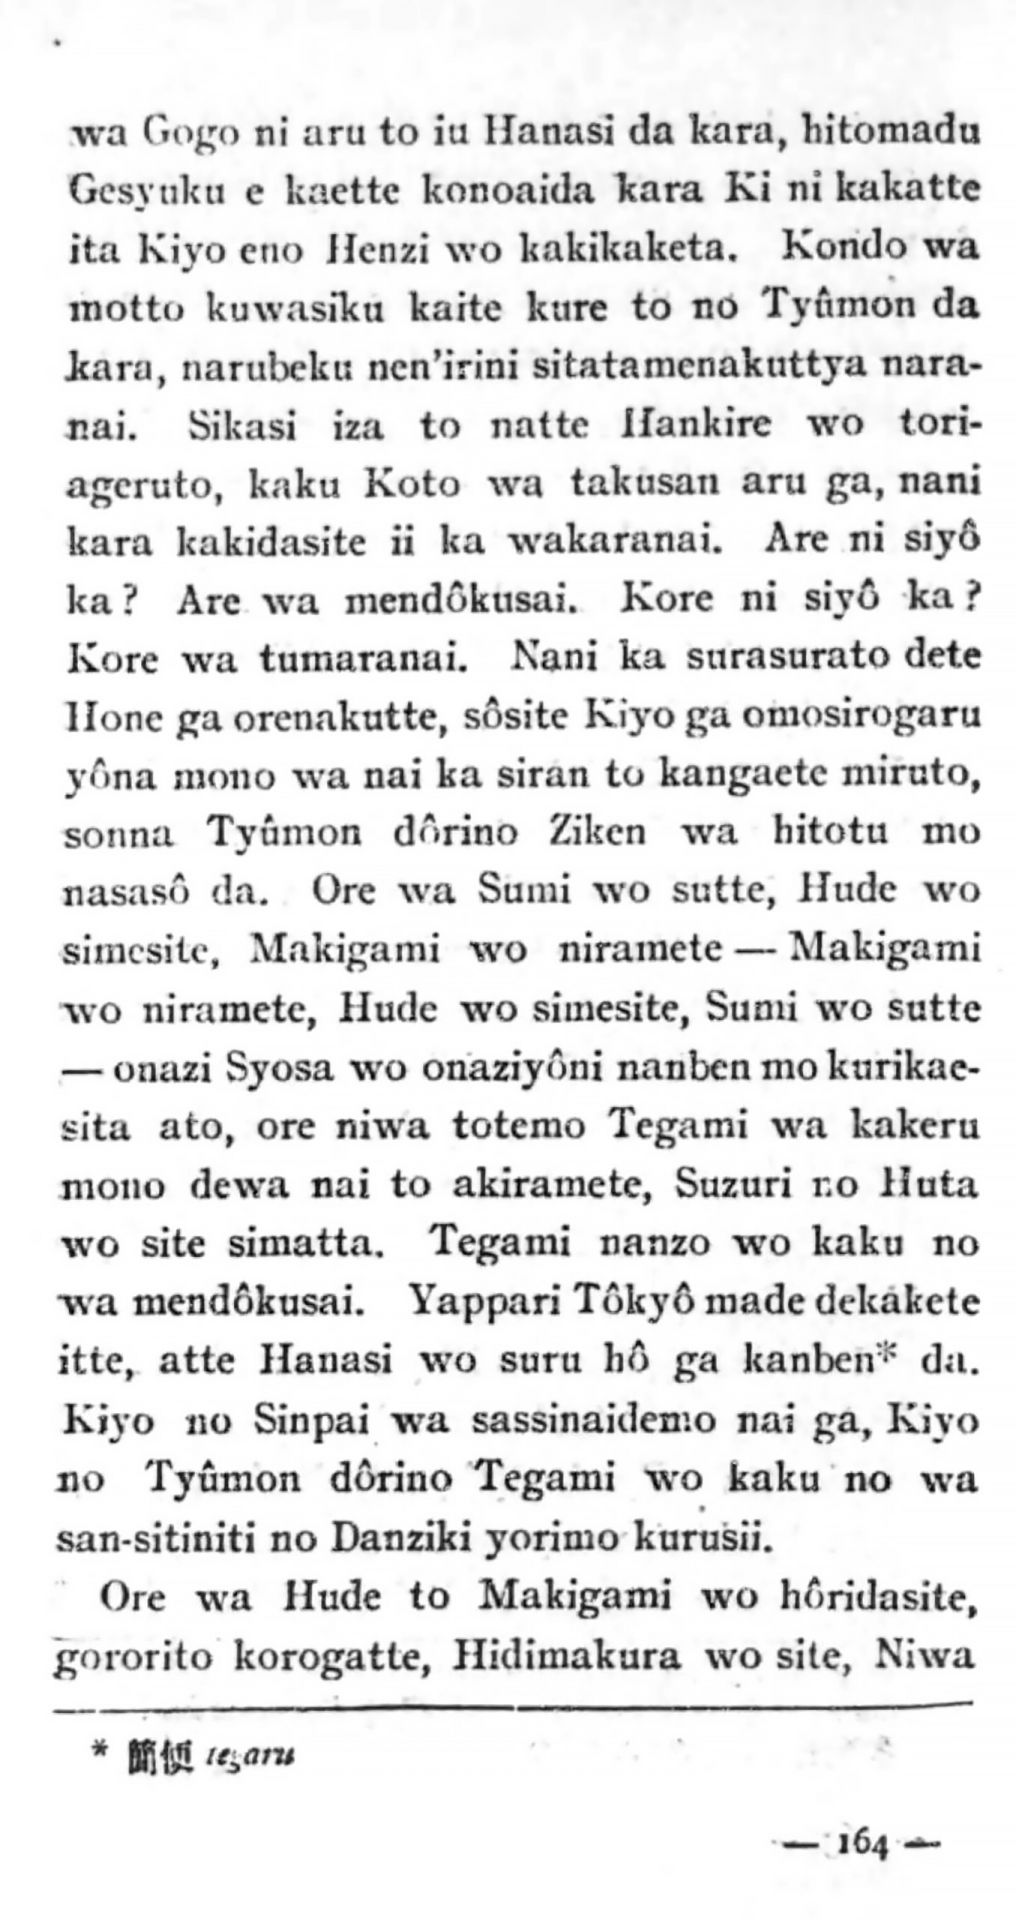 wa Gogo ni aru to iu Hanasi da kara, hitomadu
Gesyuku e kaette konoaida kara Ki ni kakatte
ita Kiyo eno Henzi wo kakikaketa. Kondo wa
motto kuwasiku kaite kure to no Tyûmon da
kara, narubeku nen'irini sitatamenakuttya nara-
nai. Sikasi iza to natte Hankire wo tori-
ageruto, kaku Koto wa takusan aru ga, nani
kara kakidasite ii ka wakaranai. Are ni siyô
ka? Are wa mendôkusai. Kore ni siyô ka?
Kore wa tumaranai. Nani ka surasurato dete
Hone ga orenakutte, sôsite Kiyo ga omosirogaru
yôna mono wa nai ka siran to kangaete miruto,
sonna Tyûmon dôrino Ziken wa hitotu mo
nasasô da. Ore wa Sumi wo sutte, Hude wo
simesite, Makigami wo niramete — Makigami
wo niramete, Hude wo simesite, Sumi wo sutte
— onazi Syosa wo onaziyôni nanben mo kurikae-
sita ato, ore niwa totemo Tegami wa kakeru
mono dewa nai to akiramete, Suzuri no Huta
wo site simatta. Tegami nanzo wo kaku no
wa mendôkusai. Yappari Tôkyô made dekakete
itte, atte Hanasi wo suru hô ga kanben* da.
Kiyo no Sinpai wa sassinaidemo nai ga, Kiyo
no Tyûmon dôrino Tegami wo kaku no wa
san-sitiniti no Danziki yorimo kurusii.
Ore wa Hude to Makigami wo hôridasite,
gororito korogatte, Hidimakura wo site, Niwa
* 簡便 tegaru
— 164 —